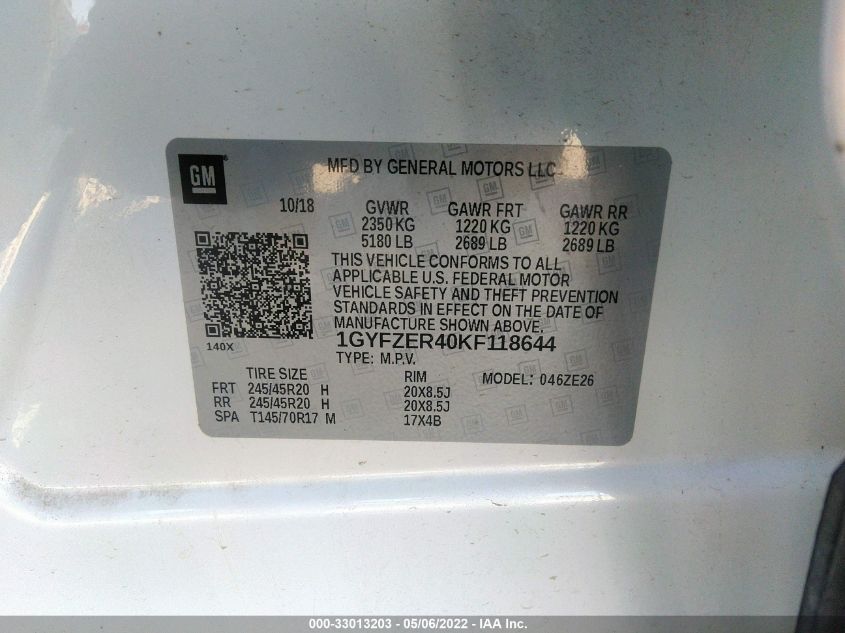 GM
MFD BY GENERAL MOTORS LLC
10/18 GVWR GAWR FRT GAWR RR
2350 KG 1220 KG 1220 KG
5180 LB 2689 LB 2689 LB
THIS VEHICLE CONFORMS TO ALL
APPLICABLE U.S. FEDERAL MOTOR
VEHICLE SAFETY AND THEFT PREVENTION
STANDARDS IN EFFECT ON THE DATE OF
MANUFACTURE SHOWN ABOVE.
140X
1GYFZER40KF118644
TYPE: M.P.V.
TIRE SIZE RIM MODEL: 046ZE26
FRT 245/45R20 H 20X8.5J
RR 245/45R20 H 20X8.5J
SPA T145/70R17 M 17X4B
000-33013203 - 05/06/2022 - IAA Inc.